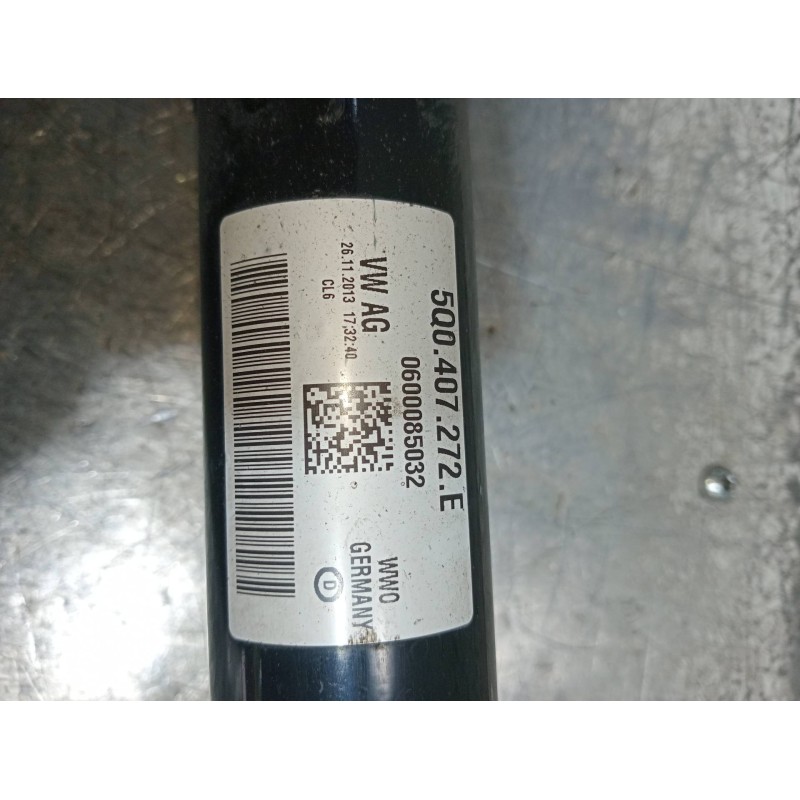 5Q0.407.272.E
0600085032
VW AG
26.11.2013 17:32:40
CL6
WWO
GERMANY
D